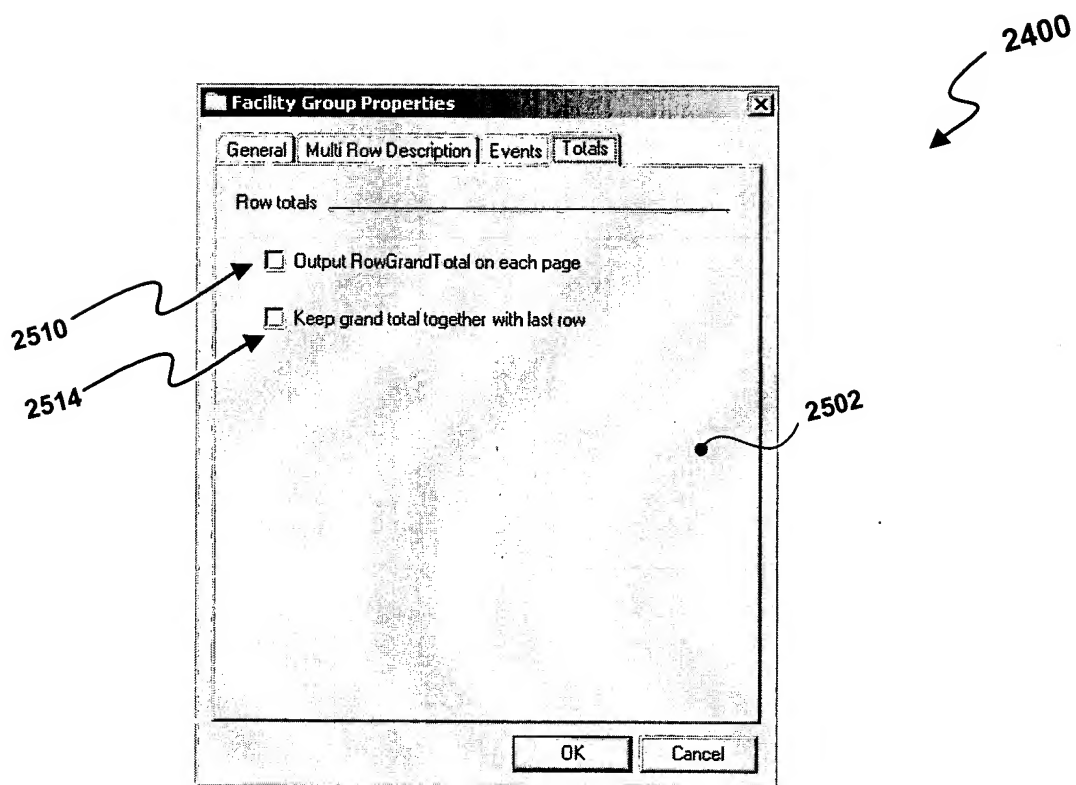 2400
Facility Group Properties
General Multi Row Description Events Totals
Row totals
Output RowGrandTotal on each page
2510
Keep grand total together with last row
2514
2502
OK Cancel